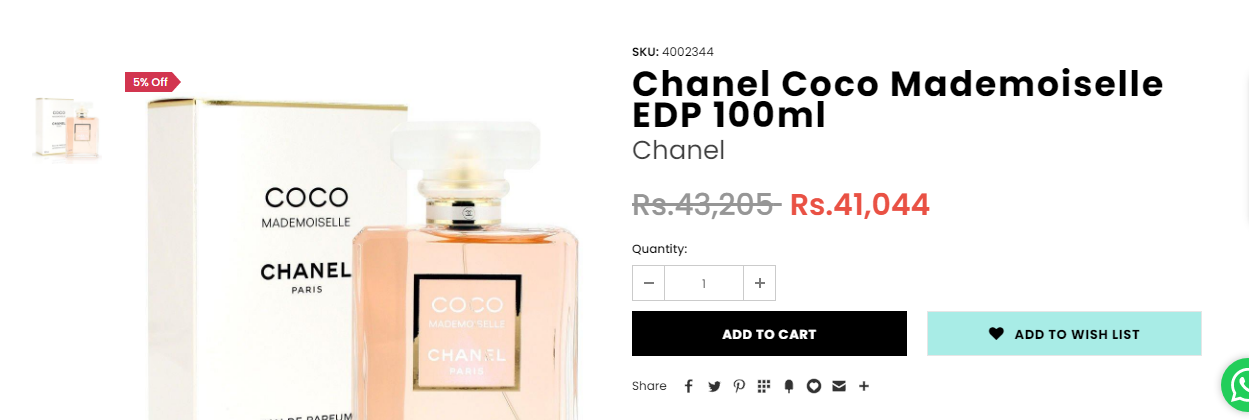 SKU: 4002344
5% Off
Chanel Coco Mademoiselle
EDP 100ml
Chanel
Rs.43,205 Rs.41,044
Quantity:
1
ADD TO CART
ADD TO WISH LIST
Share
COCO
MADEMOISELLE
CHANEL
PARIS
COCO
MADEMOISELLE
CHANEL
PARIS
EAU DE PARFUM